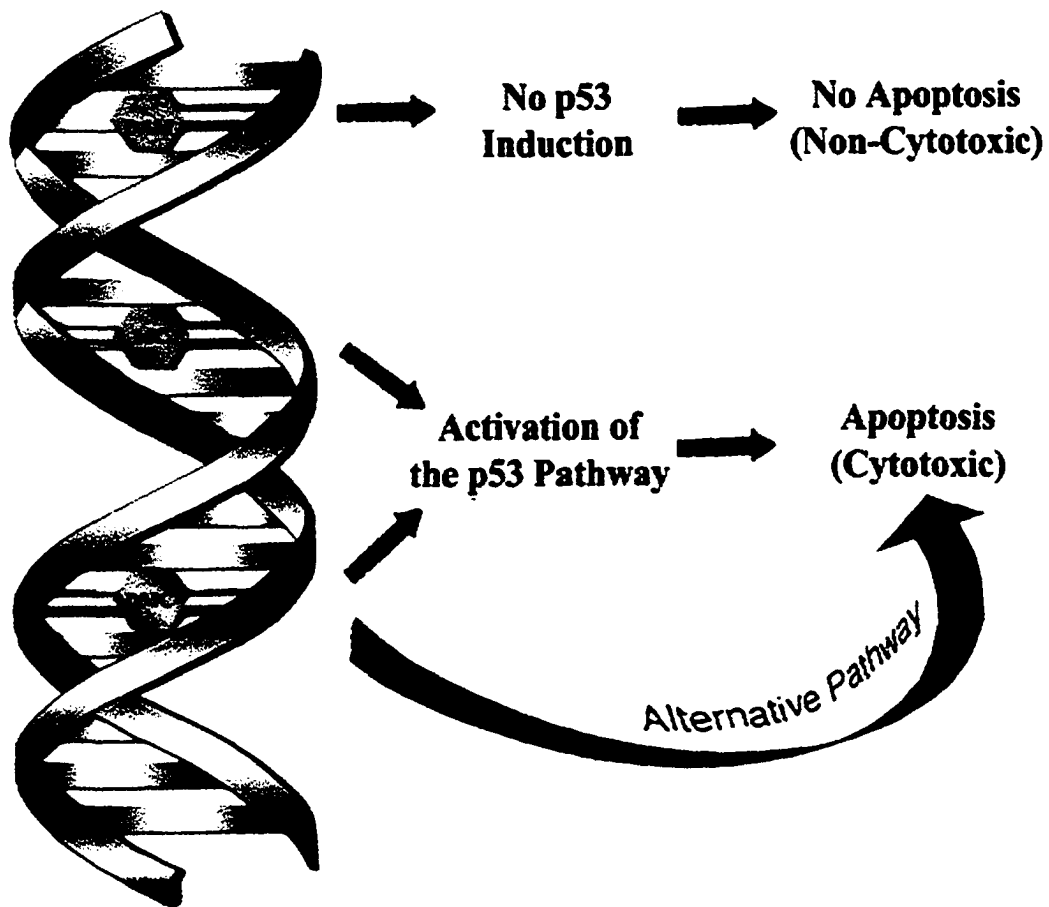 No p53
Induction
No Apoptosis
(Non-Cytotoxic)
Activation of
the p53 Pathway
Apoptosis
(Cytotoxic)
Alternative Pathway